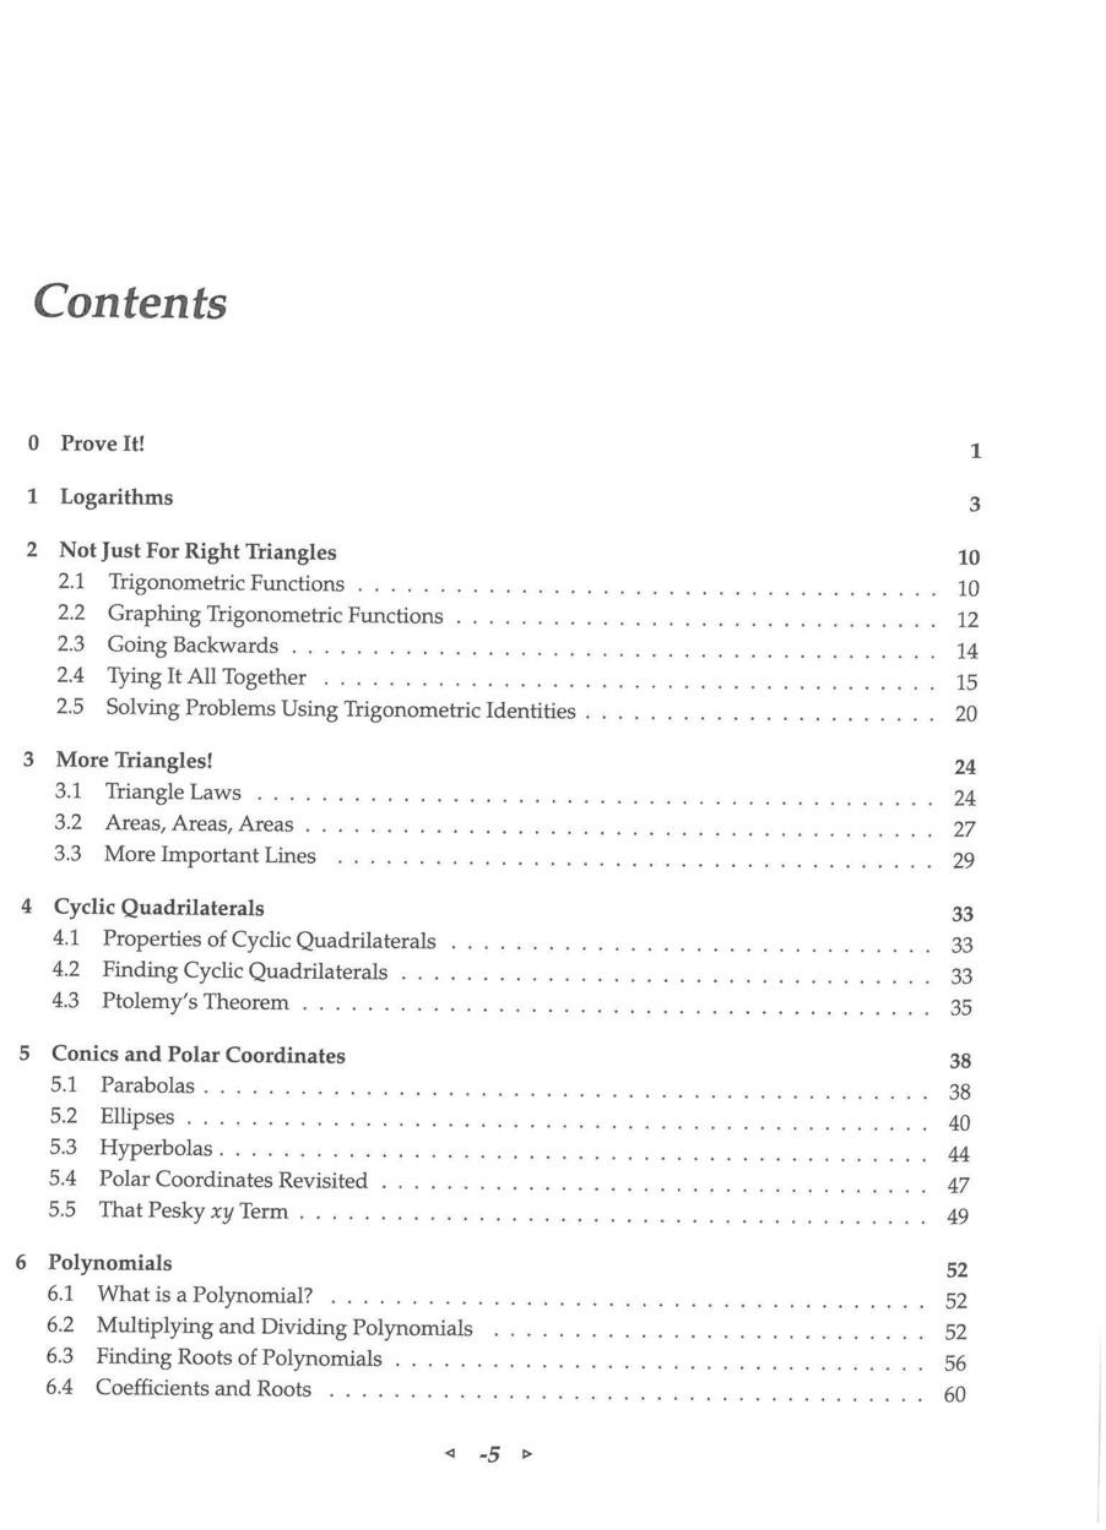 Contents
0 Prove It! 1
1 Logarithms 3
2 Not Just For Right Triangles 10
2.1 Trigonometric Functions . . . . . . . . . . . . . . . . . . . . . . . . . . . . . . . . . . . . 10
2.2 Graphing Trigonometric Functions . . . . . . . . . . . . . . . . . . . . . . . . . . . . . . 12
2.3 Going Backwards . . . . . . . . . . . . . . . . . . . . . . . . . . . . . . . . . . . . . . . . 14
2.4 Tying It All Together . . . . . . . . . . . . . . . . . . . . . . . . . . . . . . . . . . . . . . 15
2.5 Solving Problems Using Trigonometric Identities . . . . . . . . . . . . . . . . . . . . . . 20
3 More Triangles! 24
3.1 Triangle Laws . . . . . . . . . . . . . . . . . . . . . . . . . . . . . . . . . . . . . . . . . . 24
3.2 Areas, Areas, Areas . . . . . . . . . . . . . . . . . . . . . . . . . . . . . . . . . . . . . . . 27
3.3 More Important Lines . . . . . . . . . . . . . . . . . . . . . . . . . . . . . . . . . . . . . 29
4 Cyclic Quadrilaterals 33
4.1 Properties of Cyclic Quadrilaterals . . . . . . . . . . . . . . . . . . . . . . . . . . . . . . 33
4.2 Finding Cyclic Quadrilaterals . . . . . . . . . . . . . . . . . . . . . . . . . . . . . . . . . 33
4.3 Ptolemy's Theorem . . . . . . . . . . . . . . . . . . . . . . . . . . . . . . . . . . . . . . . 35
5 Conics and Polar Coordinates 38
5.1 Parabolas . . . . . . . . . . . . . . . . . . . . . . . . . . . . . . . . . . . . . . . . . . . . . 38
5.2 Ellipses . . . . . . . . . . . . . . . . . . . . . . . . . . . . . . . . . . . . . . . . . . . . . . 40
5.3 Hyperbolas . . . . . . . . . . . . . . . . . . . . . . . . . . . . . . . . . . . . . . . . . . . . 44
5.4 Polar Coordinates Revisited . . . . . . . . . . . . . . . . . . . . . . . . . . . . . . . . . . 47
5.5 That Pesky xy Term . . . . . . . . . . . . . . . . . . . . . . . . . . . . . . . . . . . . . . . 49
6 Polynomials 52
6.1 What is a Polynomial? . . . . . . . . . . . . . . . . . . . . . . . . . . . . . . . . . . . . . 52
6.2 Multiplying and Dividing Polynomials . . . . . . . . . . . . . . . . . . . . . . . . . . . 52
6.3 Finding Roots of Polynomials . . . . . . . . . . . . . . . . . . . . . . . . . . . . . . . . . 56
6.4 Coefficients and Roots . . . . . . . . . . . . . . . . . . . . . . . . . . . . . . . . . . . . . 60
◁ -5 ▷